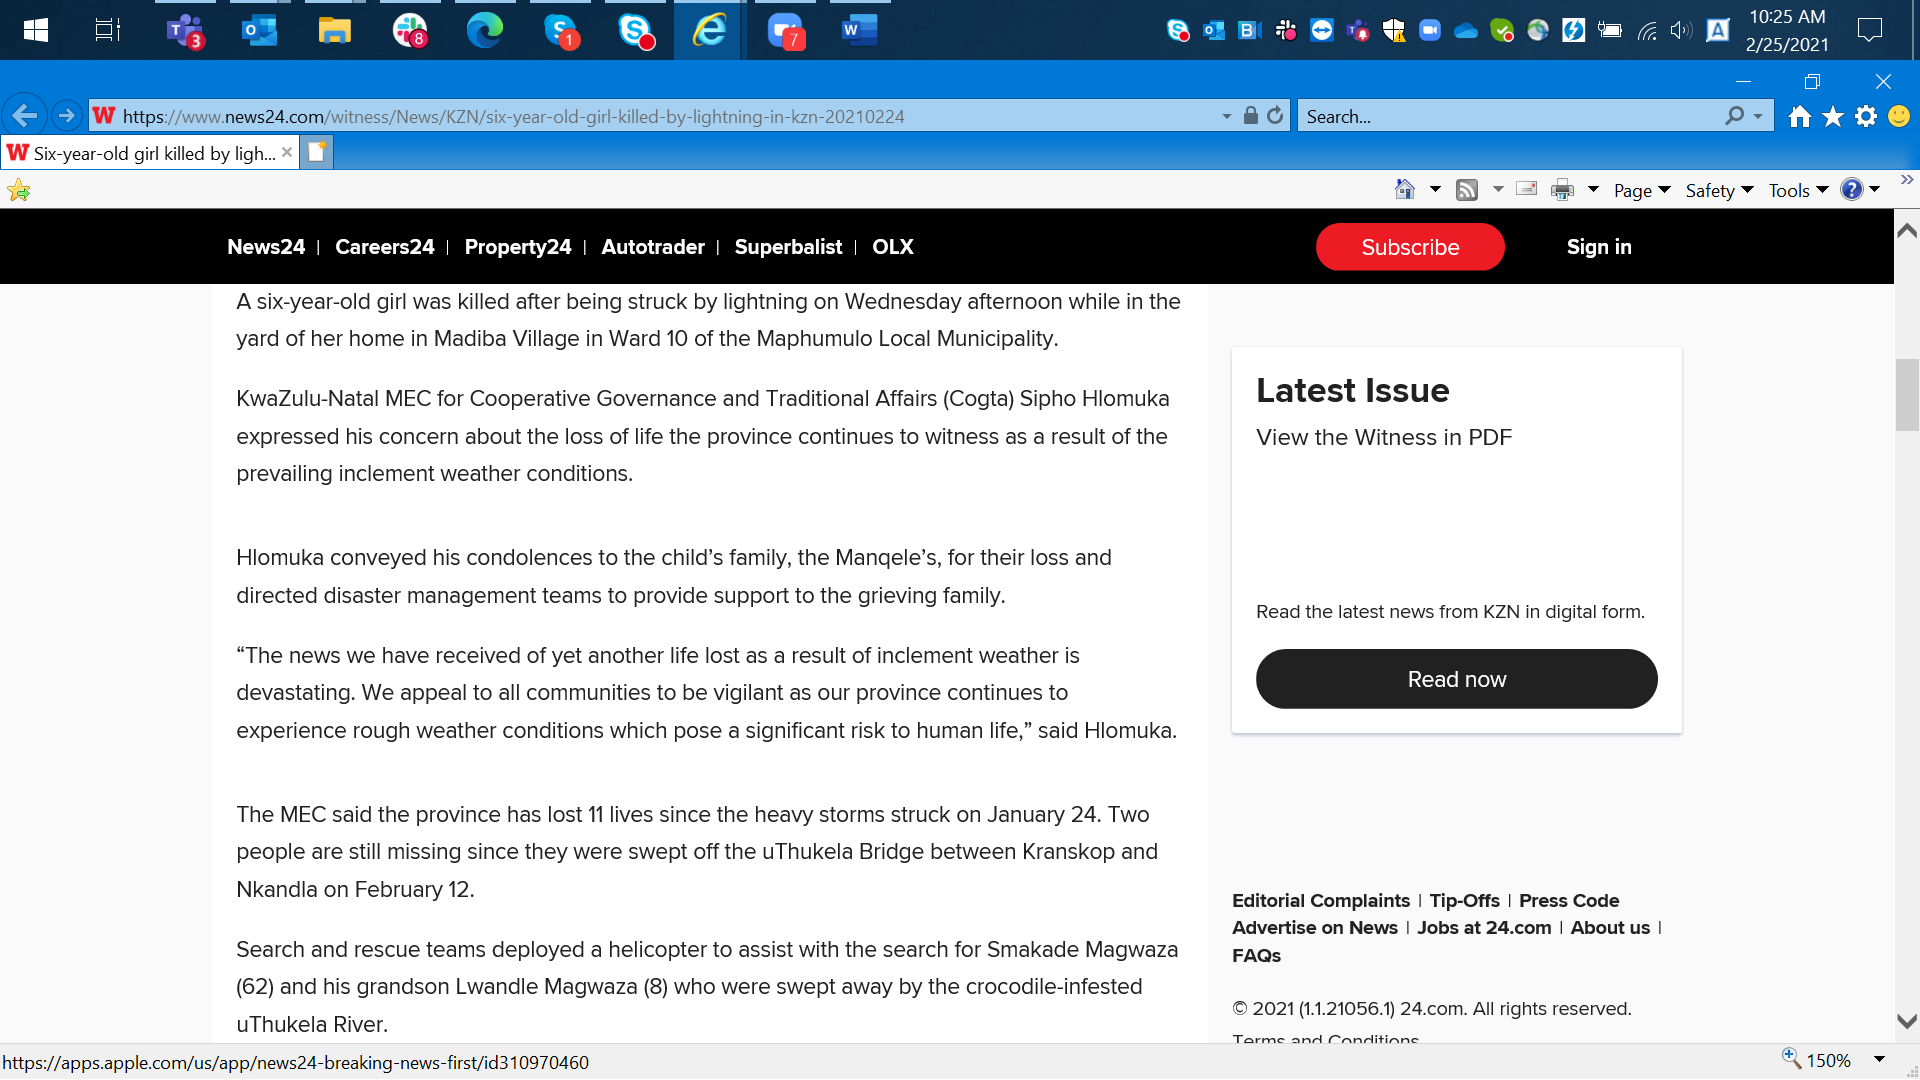 3
8
1
7
10:25 AM
2/25/2021
https://www.news24.com/witness/News/KZN/six-year-old-girl-killed-by-lightning-in-kzn-20210224
Search...
Six-year-old girl killed by ligh...
Page
Safety
Tools
News24 | Careers24 | Property24 | Autotrader | Superbalist | OLX
Subscribe
Sign in
A six-year-old girl was killed after being struck by lightning on Wednesday afternoon while in the
yard of her home in Madiba Village in Ward 10 of the Maphumulo Local Municipality.
KwaZulu-Natal MEC for Cooperative Governance and Traditional Affairs (Cogta) Sipho Hlomuka
expressed his concern about the loss of life the province continues to witness as a result of the
prevailing inclement weather conditions.
Hlomuka conveyed his condolences to the child’s family, the Manqele’s, for their loss and
directed disaster management teams to provide support to the grieving family.
“The news we have received of yet another life lost as a result of inclement weather is
devastating. We appeal to all communities to be vigilant as our province continues to
experience rough weather conditions which pose a significant risk to human life,” said Hlomuka.
The MEC said the province has lost 11 lives since the heavy storms struck on January 24. Two
people are still missing since they were swept off the uThukela Bridge between Kranskop and
Nkandla on February 12.
Search and rescue teams deployed a helicopter to assist with the search for Smakade Magwaza
(62) and his grandson Lwandle Magwaza (8) who were swept away by the crocodile-infested
uThukela River.
Latest Issue
View the Witness in PDF
Read the latest news from KZN in digital form.
Read now
Editorial Complaints | Tip-Offs | Press Code
Advertise on News | Jobs at 24.com | About us |
FAQs
© 2021 (1.1.21056.1) 24.com. All rights reserved.
Terms and Conditions
https://apps.apple.com/us/app/news24-breaking-news-first/id310970460
150%